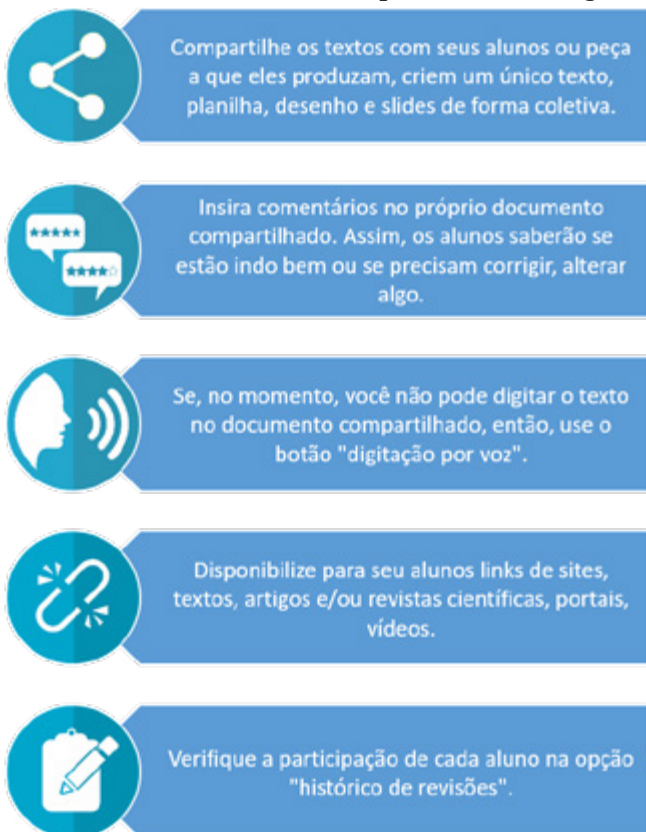 Compartilhe os textos com seus alunos ou peça
a que eles produzam, criem um único texto,
planilha, desenho e slides de forma coletiva.
Insira comentários no próprio documento
compartilhado. Assim, os alunos saberão se
estão indo bem ou se precisam corrigir, alterar
algo.
Se, no momento, você não pode digitar o texto
no documento compartilhado, então, use o
botão "digitação por voz".
Disponibilize para seu alunos links de sites,
textos, artigos e/ou revistas científicas, portais,
vídeos.
Verifique a participação de cada aluno na opção
"histórico de revisões".